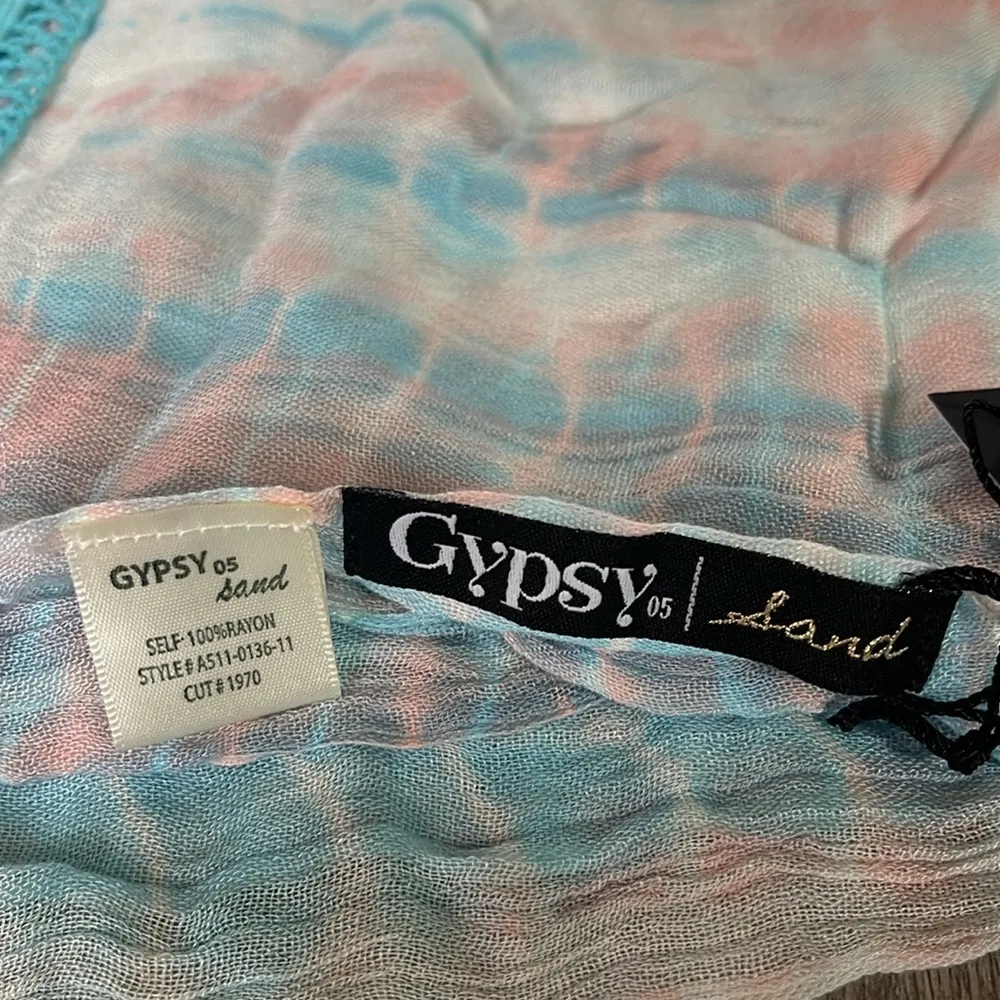 GYPSY 05
sand
SELF-100%RAYON
STYLE# A511-0136-11
CUT # 1970
Gypsy 05 | Sand